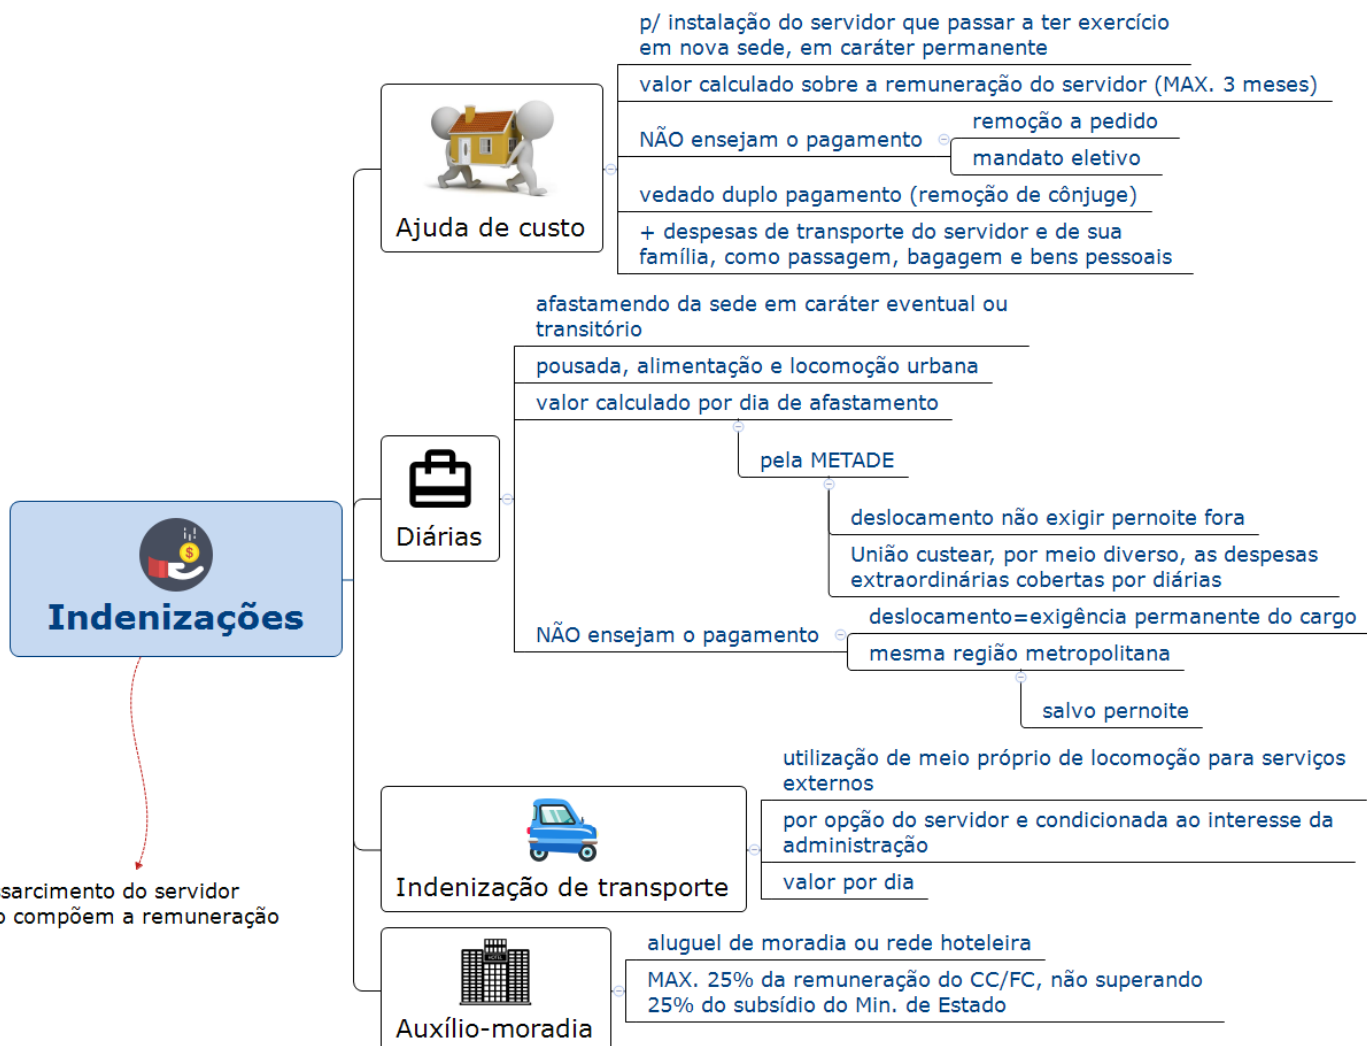 p/ instalação do servidor que passar a ter exercício
em nova sede, em caráter permanente
valor calculado sobre a remuneração do servidor (MAX. 3 meses)
NÃO ensejam o pagamento
remoção a pedido
mandato eletivo
vedado duplo pagamento (remoção de cônjuge)
+ despesas de transporte do servidor e de sua
família, como passagem, bagagem e bens pessoais
Ajuda de custo
afastamendo da sede em caráter eventual ou
transitório
pousada, alimentação e locomoção urbana
valor calculado por dia de afastamento
pela METADE
deslocamento não exigir pernoite fora
União custear, por meio diverso, as despesas
extraordinárias cobertas por diárias
Diárias
NÃO ensejam o pagamento
deslocamento=exigência permanente do cargo
mesma região metropolitana
salvo pernoite
$
Indenizações
utilização de meio próprio de locomoção para serviços
externos
por opção do servidor e condicionada ao interesse da
administração
valor por dia
Indenização de transporte
ssarcimento do servidor
o compõem a remuneração
HOTEL
aluguel de moradia ou rede hoteleira
MAX. 25% da remuneração do CC/FC, não superando
25% do subsídio do Min. de Estado
Auxílio-moradia